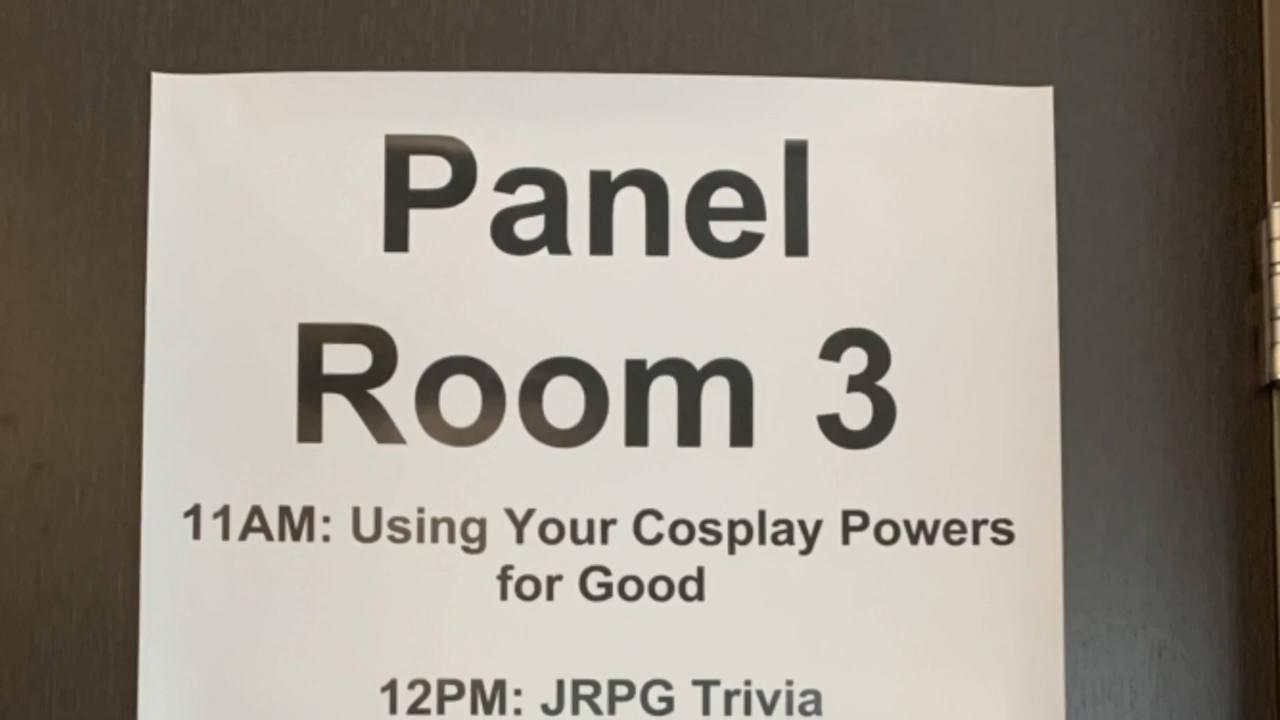 Panel
Room 3
11AM: Using Your Cosplay Powers
for Good
12PM: JRPG Trivia